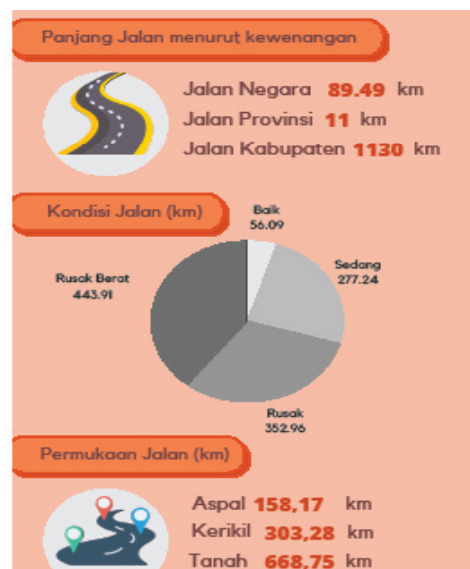 Panjang Jalan menurut kewenangan
Jalan Negara 89.49 km
Jalan Provinsi 11 km
Jalan Kabupaten 1130 km
Kondisi Jalan (km)
Baik
56.09
Sedang
277.24
Rusak Berat
443.91
Rusak
352.96
Permukaan Jalan (km)
Aspal 158,17 km
Kerikil 303,28 km
Tanah 668,75 km